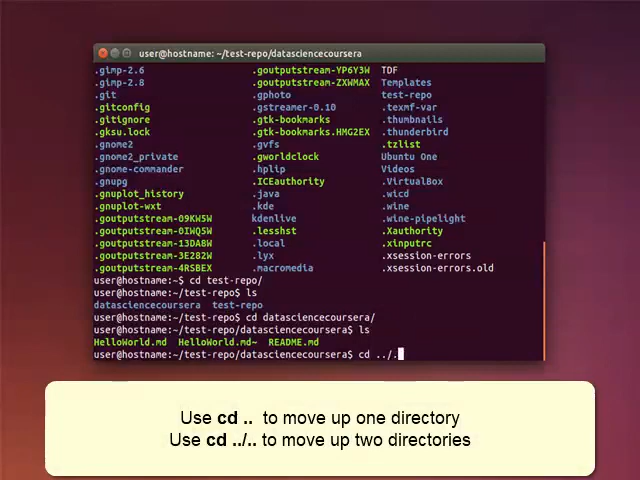 user@hostname: ~/test-repo/datasciencecoursera
.gimp-2.6 .goutputstream-YP6Y3W TDF
.gimp-2.8 .goutputstream-ZXWMAX Templates
.git .gphoto test-repo
.gitconfig .gstreamer-0.10 .texmf-var
.gitignore .gtk-bookmarks .thumbnails
.gksu.lock .gtk-bookmarks.HMG2EX .thunderbird
.gnome2 .gvfs .tzlist
.gnome2_private .gworldclock Ubuntu One
.gnome-commander .hplip Videos
.gnupg .ICEauthority .VirtualBox
.gnuplot_history .java .wicd
.gnuplot-wxt .kde .wine
.goutputstream-09KW5W kdenlive .wine-pipelight
.goutputstream-0IWQ5W .lesshst .Xauthority
.goutputstream-13DA8W .local .xinputrc
.goutputstream-3E282W .lyx .xsession-errors
.goutputstream-4RSBEX .macromedia .xsession-errors.old
user@hostname:~$ cd test-repo/
user@hostname:~/test-repo$ ls
datasciencecoursera test-repo
user@hostname:~/test-repo$ cd datasciencecoursera/
user@hostname:~/test-repo/datasciencecoursera$ ls
HelloWorld.md HelloWorld.md~ README.md
user@hostname:~/test-repo/datasciencecoursera$ cd ../.
Use cd .. to move up one directory
Use cd ../.. to move up two directories